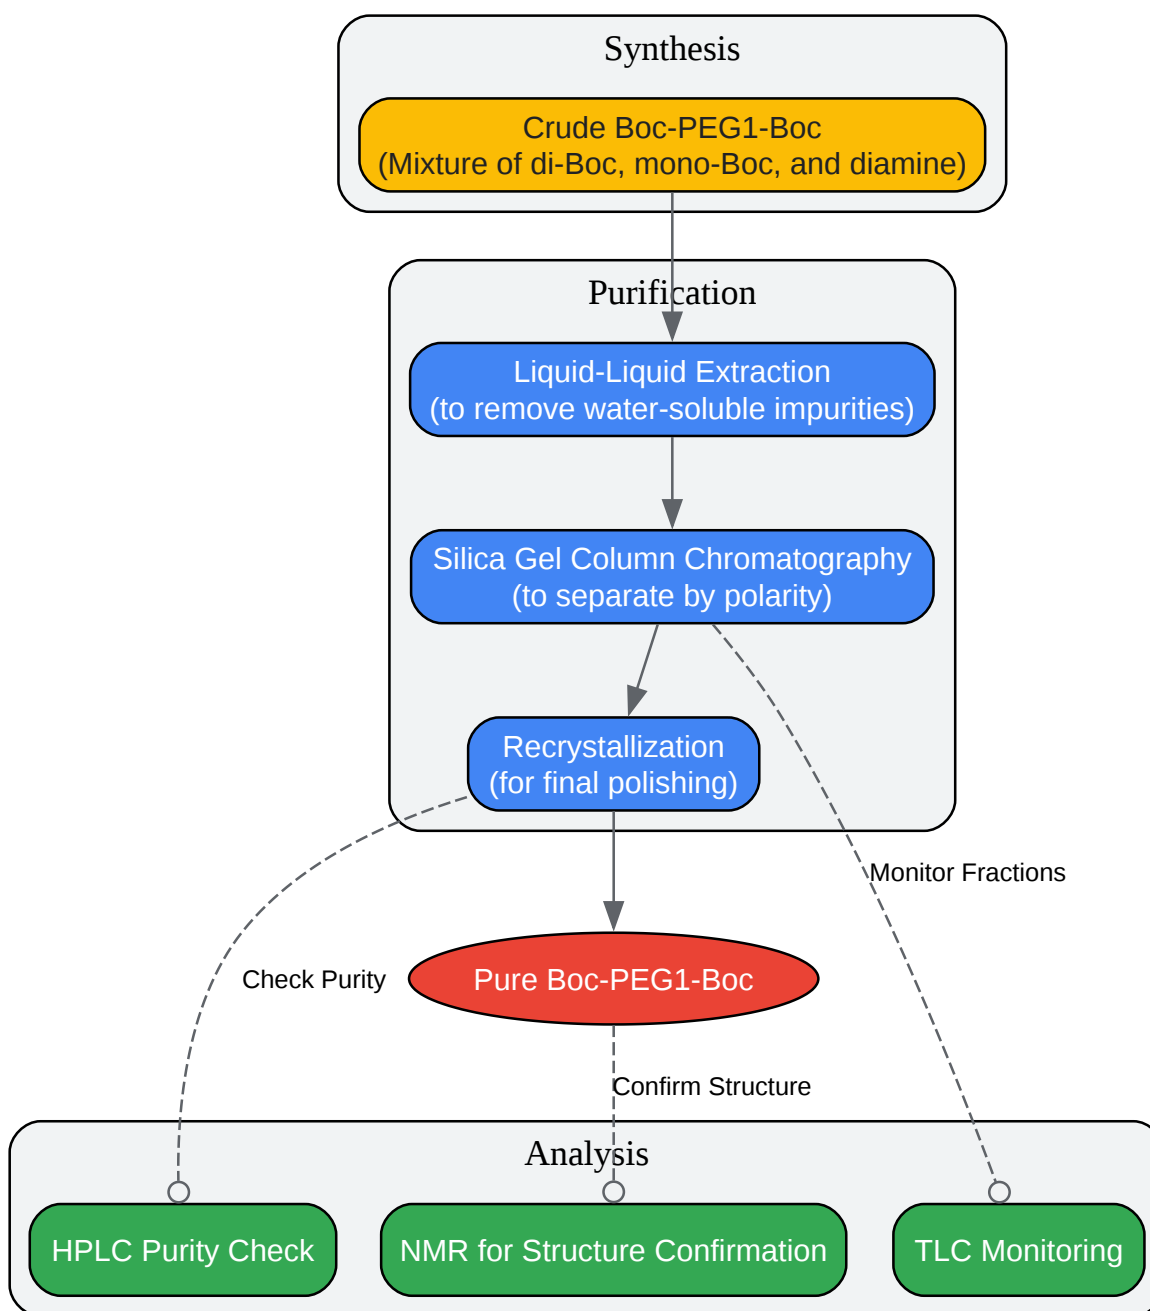 Synthesis
Crude Boc-PEG1-Boc
(Mixture of di-Boc, mono-Boc, and diamine)
Purification
Liquid-Liquid Extraction
(to remove water-soluble impurities)
Silica Gel Column Chromatography
(to separate by polarity)
Recrystallization
(for final polishing)
Monitor Fractions
Check Purity
Pure Boc-PEG1-Boc
Confirm Structure
Analysis
HPLC Purity Check
NMR for Structure Confirmation
TLC Monitoring